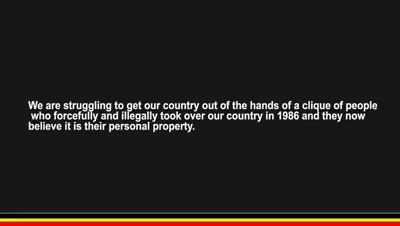 We are struggling to get our country out of the hands of a clique of people
who forcefully and illegally took over our country in 1986 and they now
believe it is their personal property.